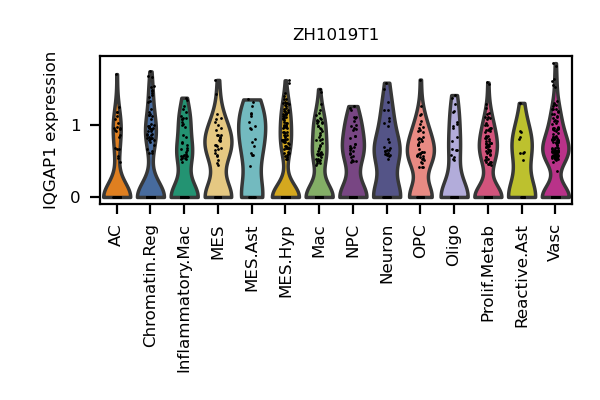 ZH1019T1
IQGAP1 expression
1
0
AC
Chromatin.Reg
Inflammatory.Mac
MES
MES.Ast
MES.Hyp
Mac
NPC
Neuron
OPC
Oligo
Prolif.Metab
Reactive.Ast
Vasc